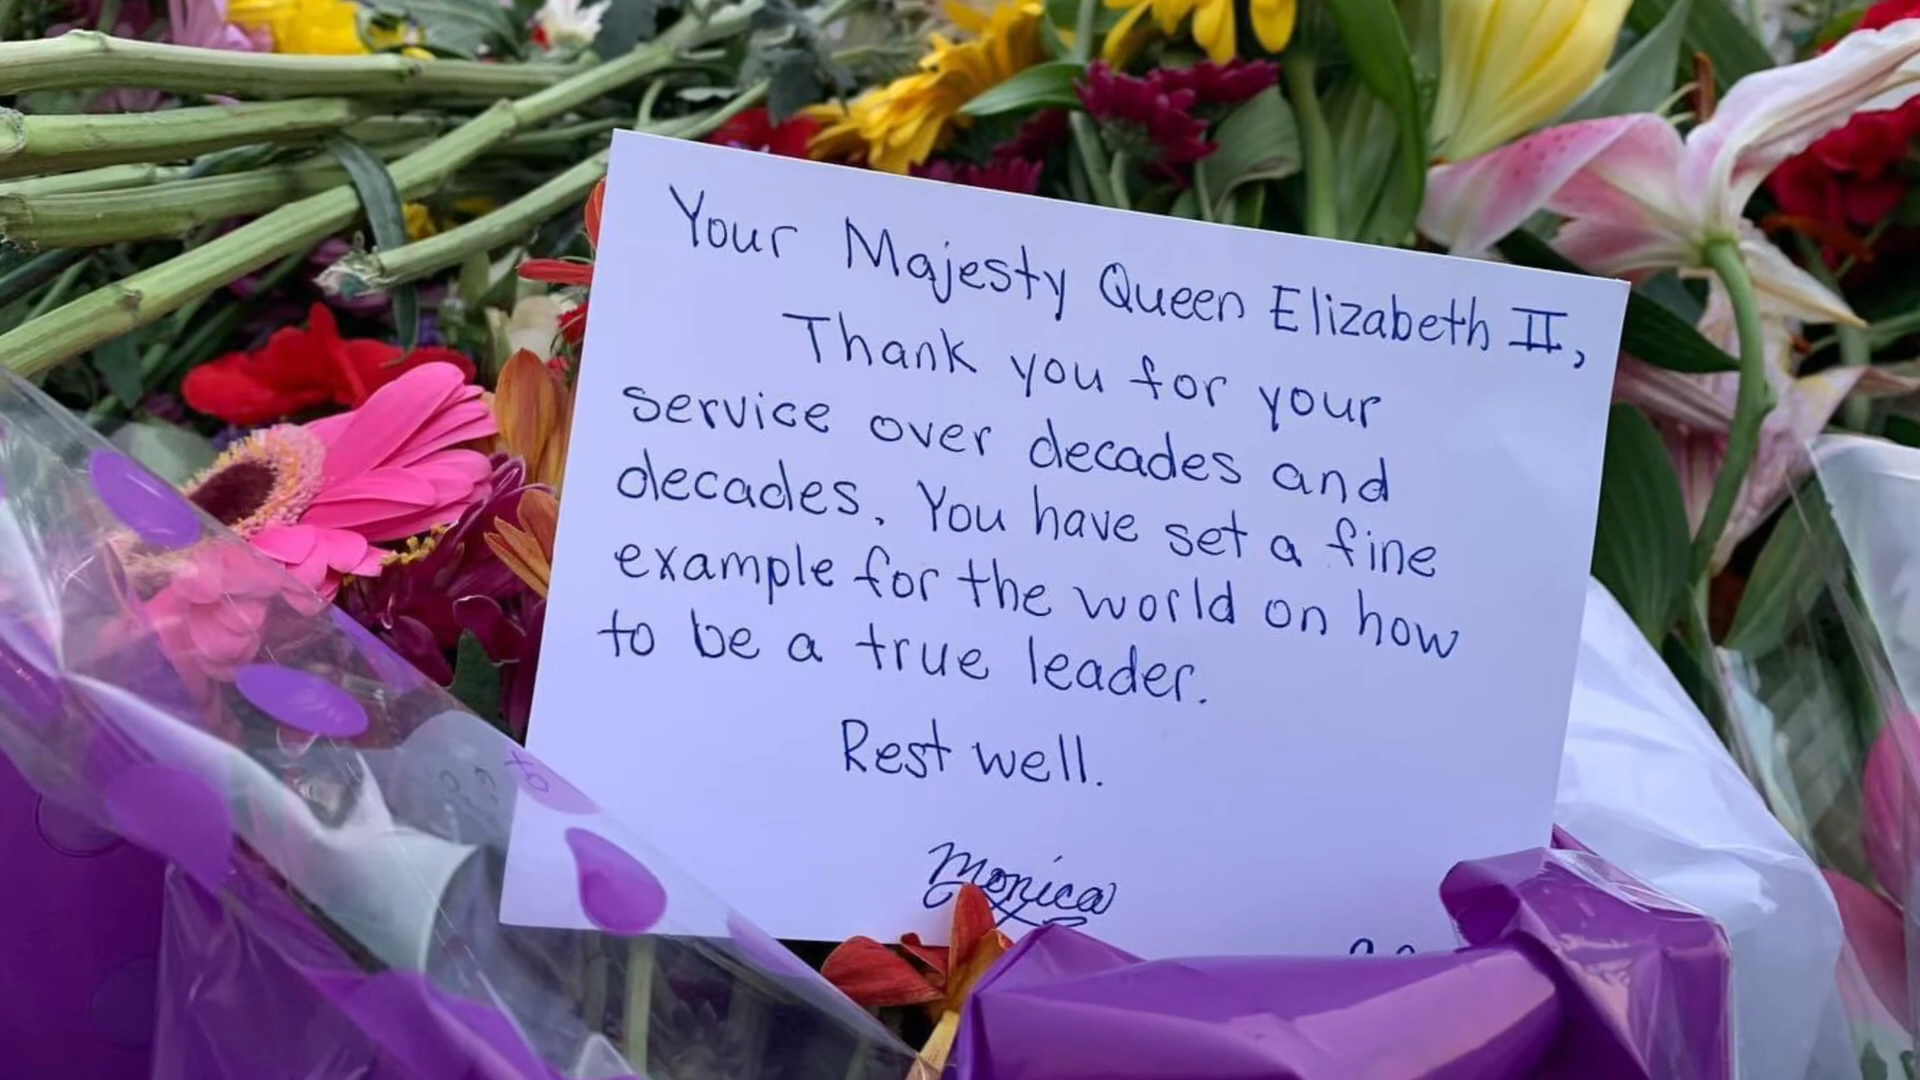 Your Majesty Queen Elizabeth II,
Thank you for your
service over decades and
decades. You have set a fine
example for the world on how
to be a true leader.
Rest well.
Monica